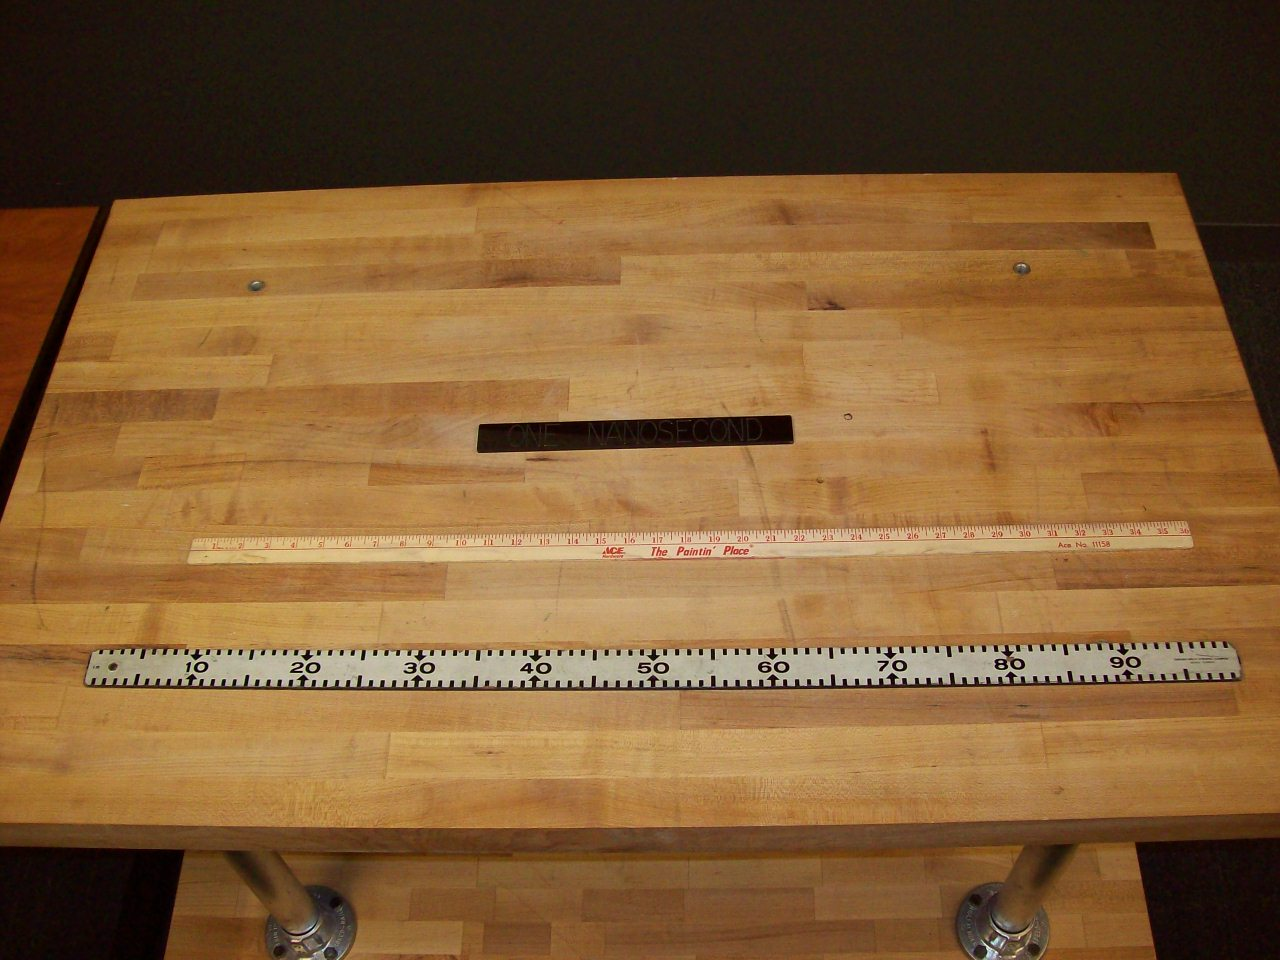 ONE NANOSECOND
1 2 3 4 5 6 7 8 9 10 11 12 13 14 15 16 17 18 19 20 21 22 23 24 25 26 27 28 29 30 31 32 33 34 35 36
ACE Hardware The Paintin' Place Ace No. 11158
10 20 30 40 50 60 70 80 90